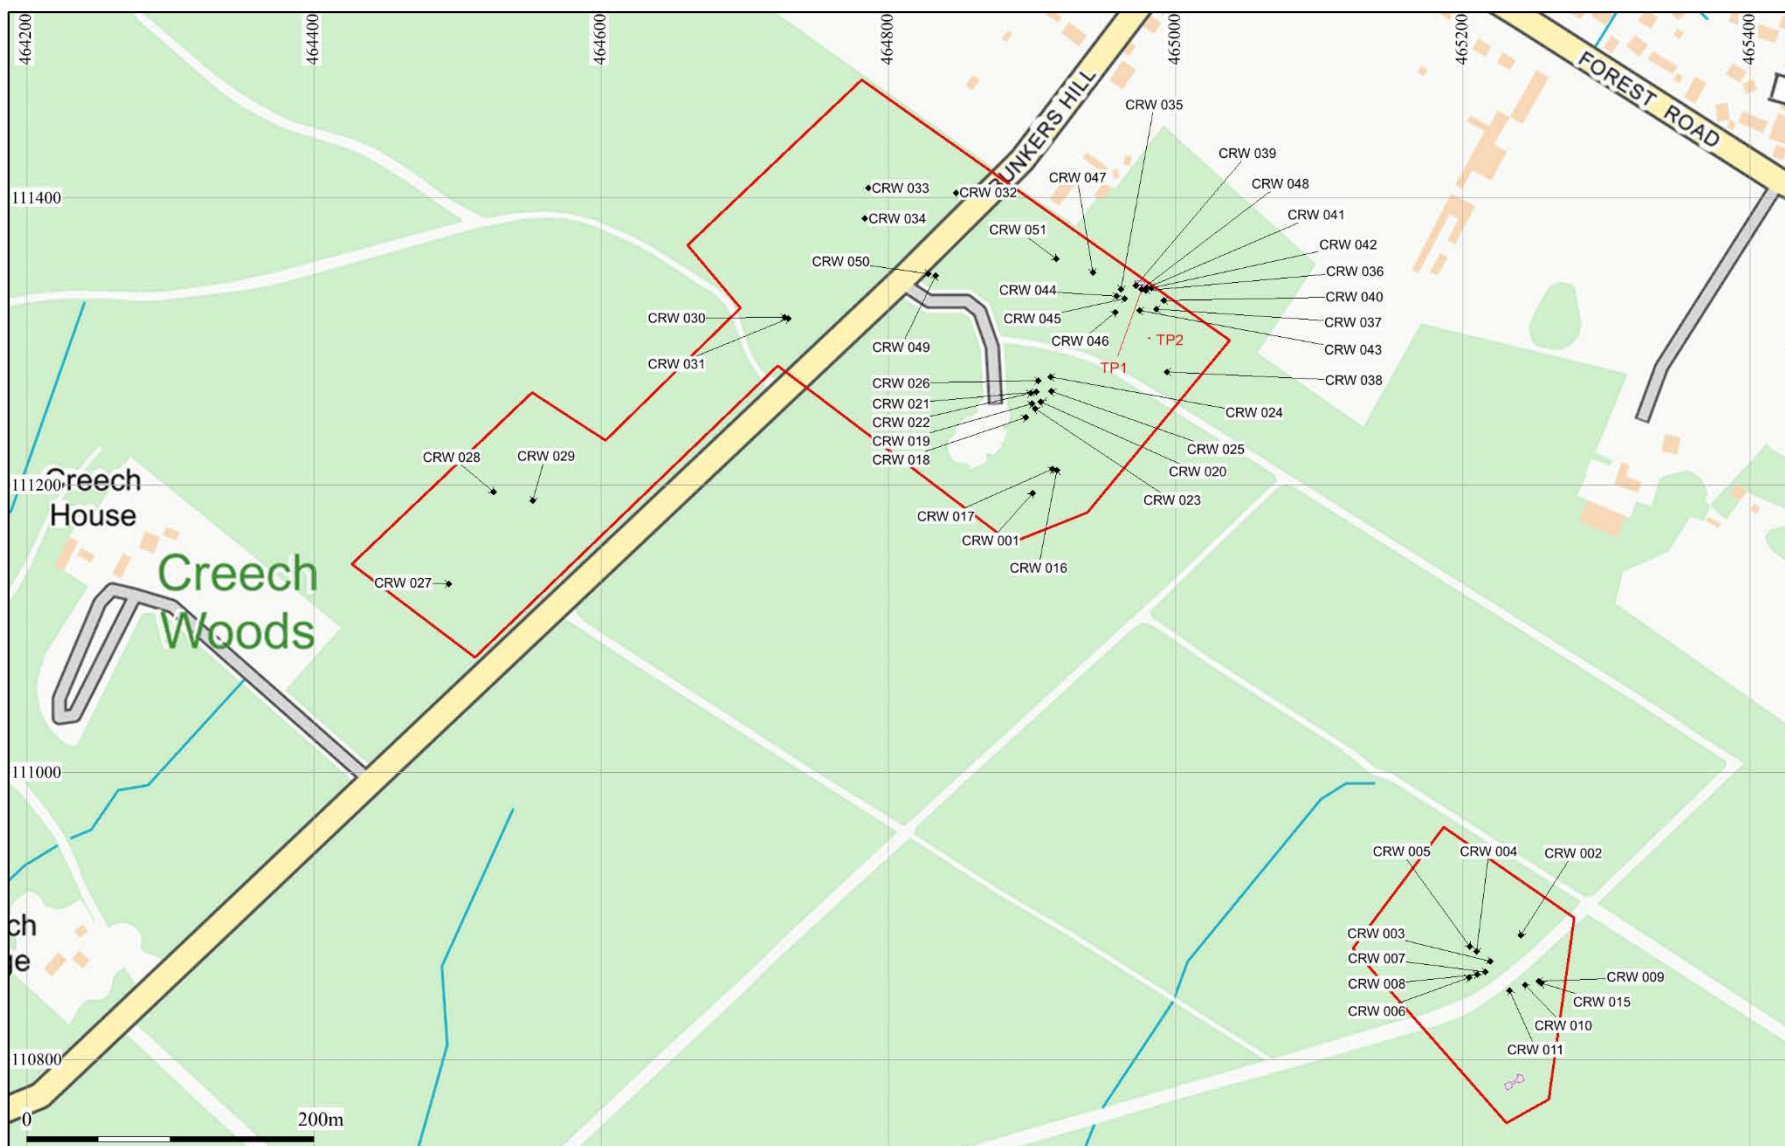 464200
464400
464600
464800
465000
465200
465400
FOREST ROAD
BUNKERS HILL
CRW 035
CRW 039
CRW 047
CRW 048
CRW 033
CRW 032
111400
CRW 041
CRW 034
CRW 051
CRW 042
CRW 050
CRW 036
CRW 044
CRW 040
CRW 030
CRW 045
CRW 037
CRW 049
CRW 046
TP2
CRW 043
CRW 031
TP1
CRW 026
CRW 038
CRW 021
CRW 024
CRW 022
CRW 019
CRW 025
CRW 028
CRW 029
CRW 018
CRW 020
Creech
House
111200
CRW 023
CRW 017
CRW 001
CRW 016
Creech
Woods
CRW 027
111000
CRW 005
CRW 004
CRW 002
ch
ge
CRW 003
CRW 007
CRW 008
CRW 009
CRW 006
CRW 015
CRW 010
CRW 011
110800
0
200m